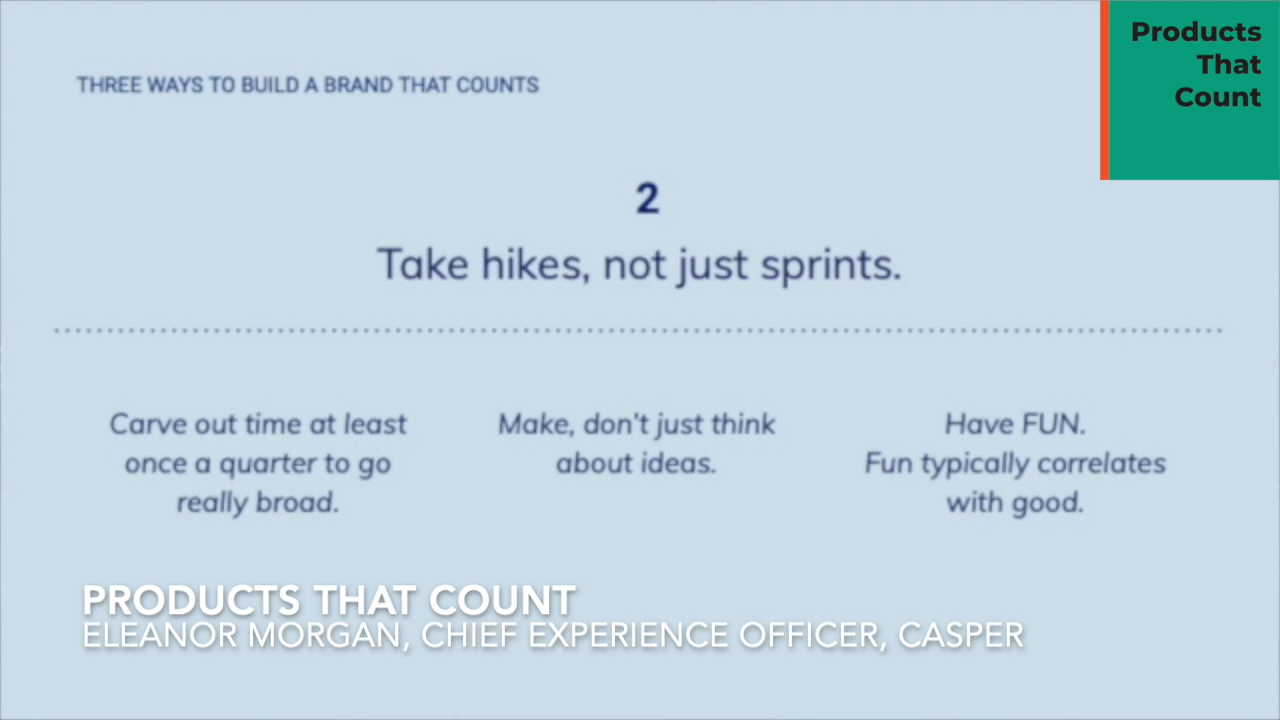 Products
That
Count
THREE WAYS TO BUILD A BRAND THAT COUNTS
2
Take hikes, not just sprints.
Carve out time at least
once a quarter to go
really broad.
Make, don't just think
about ideas.
Have FUN.
Fun typically correlates
with good.
PRODUCTS THAT COUNT
ELEANOR MORGAN, CHIEF EXPERIENCE OFFICER, CASPER